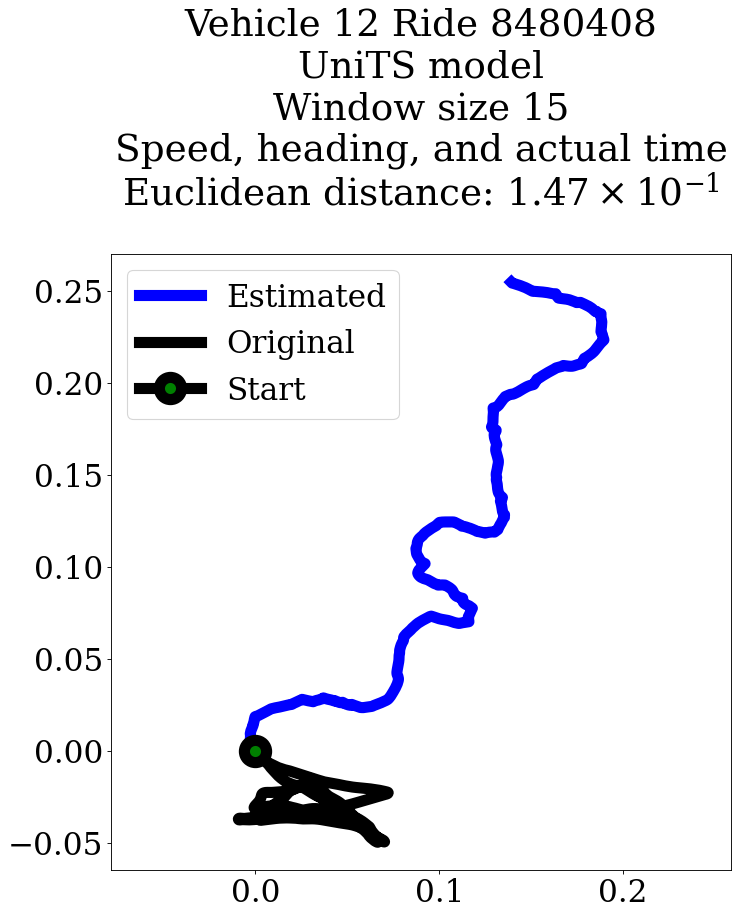 Vehicle 12 Ride 8480408
UniTS model
Window size 15
Speed, heading, and actual time
Euclidean distance: 1.47 × 10⁻¹
Estimated
Original
Start
0.25
0.20
0.15
0.10
0.05
0.00
−0.05
0.0 0.1 0.2